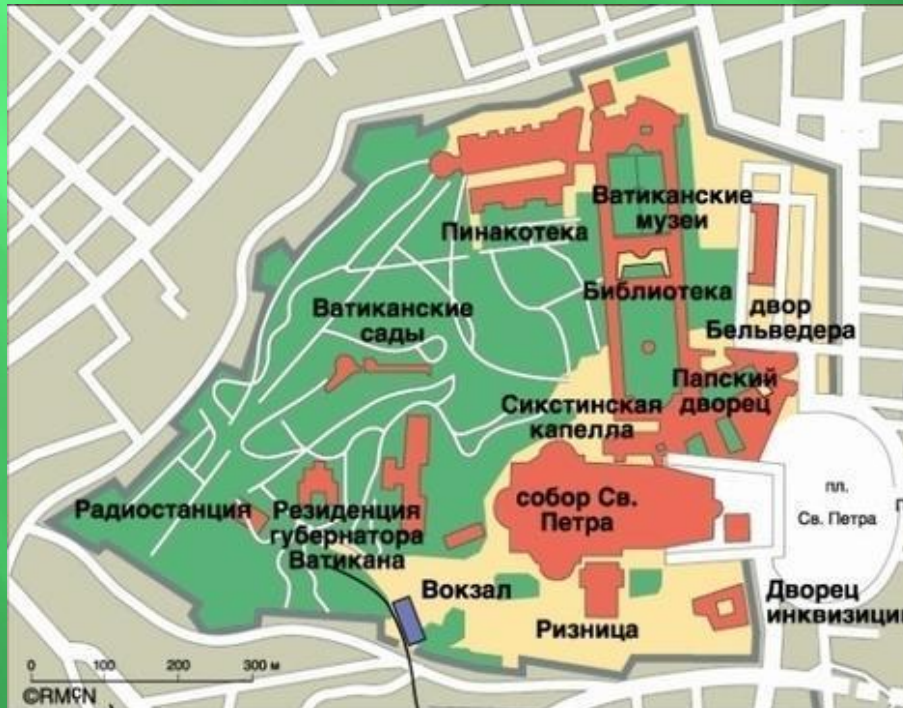 Ватиканские
музеи
Пинакотека
Библиотека
Ватиканские
сады
двор
Бельведера
Папский
дворец
Сикстинская
капелла
собор Св.
Петра
пл.
Св. Петра
Радиостанция
Резиденция
губернатора
Ватикана
Вокзал
Ризница
Дворец
инквизиции
0 100 200 300 м
©RMCN